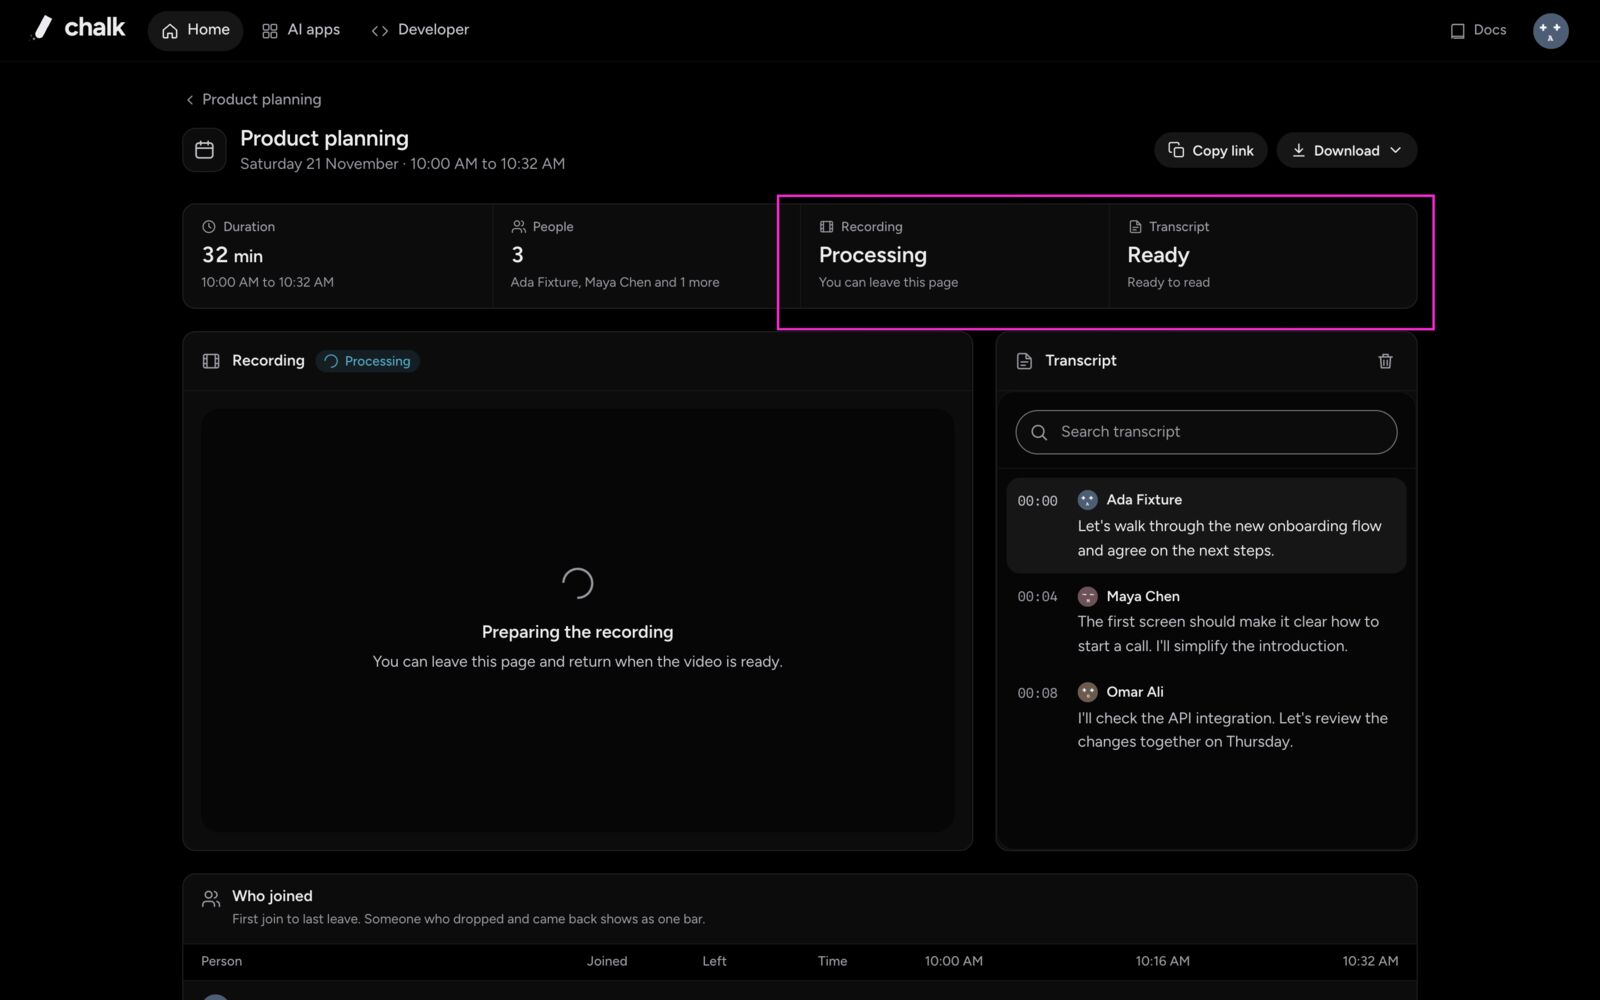 chalk
Home
AI apps
Developer
Docs
Product planning
Product planning
Saturday 21 November · 10:00 AM to 10:32 AM
Copy link
Download
Duration
32 min
10:00 AM to 10:32 AM
People
3
Ada Fixture, Maya Chen and 1 more
Recording
Processing
You can leave this page
Transcript
Ready
Ready to read
Recording
Processing
Preparing the recording
You can leave this page and return when the video is ready.
Transcript
Search transcript
00:00
Ada Fixture
Let's walk through the new onboarding flow
and agree on the next steps.
00:04
Maya Chen
The first screen should make it clear how to
start a call. I'll simplify the introduction.
00:08
Omar Ali
I'll check the API integration. Let's review the
changes together on Thursday.
Who joined
First join to last leave. Someone who dropped and came back shows as one bar.
Person Joined Left Time 10:00 AM 10:16 AM 10:32 AM